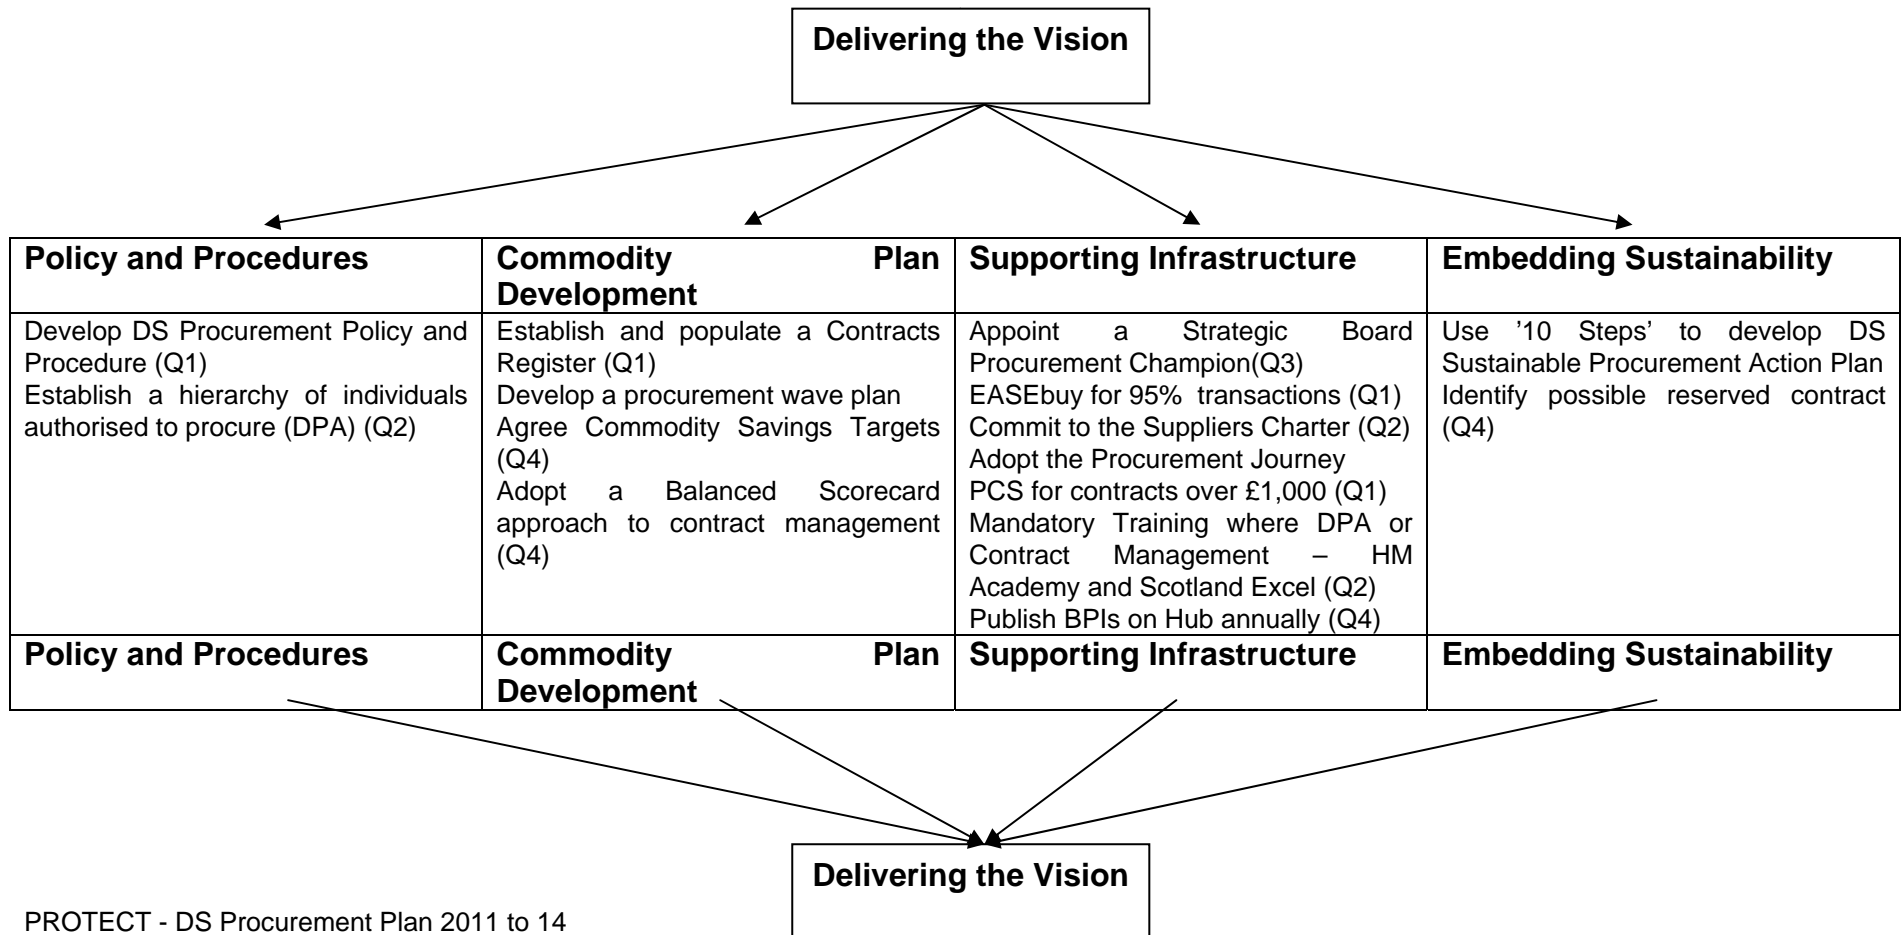 Delivering the Vision
Policy and Procedures
Commodity Plan
Development
Supporting Infrastructure
Embedding Sustainability
Develop DS Procurement Policy and
Procedure (Q1)
Establish a hierarchy of individuals
authorised to procure (DPA) (Q2)
Establish and populate a Contracts
Register (Q1)
Develop a procurement wave plan
Agree Commodity Savings Targets
(Q4)
Adopt a Balanced Scorecard
approach to contract management
(Q4)
Appoint a Strategic Board
Procurement Champion(Q3)
EASEbuy for 95% transactions (Q1)
Commit to the Suppliers Charter (Q2)
Adopt the Procurement Journey
PCS for contracts over £1,000 (Q1)
Mandatory Training where DPA or
Contract Management – HM
Academy and Scotland Excel (Q2)
Publish BPIs on Hub annually (Q4)
Use ’10 Steps’ to develop DS
Sustainable Procurement Action Plan
Identify possible reserved contract
(Q4)
Policy and Procedures
Commodity Plan
Development
Supporting Infrastructure
Embedding Sustainability
Delivering the Vision
PROTECT - DS Procurement Plan 2011 to 14